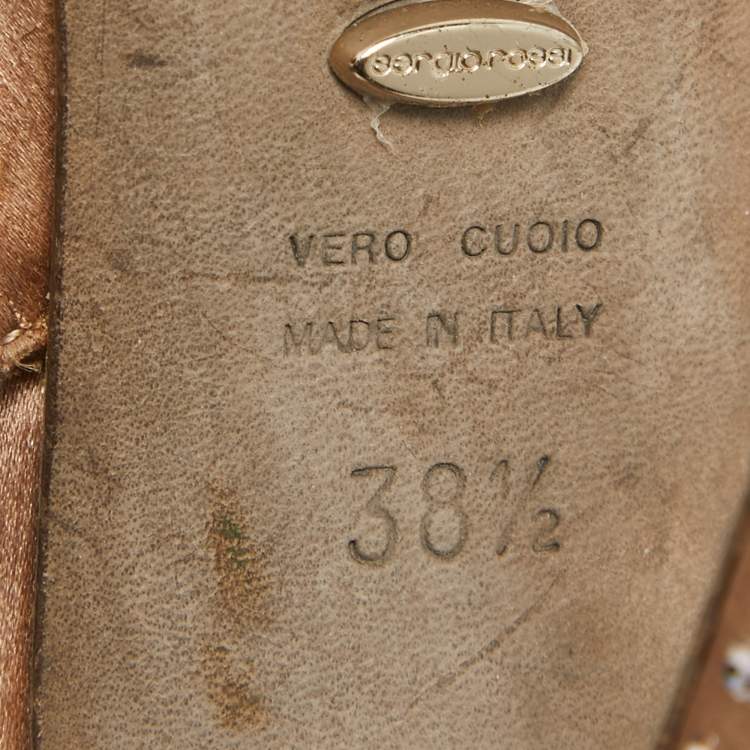 sergio rossi
VERO CUOIO
MADE IN ITALY
38½